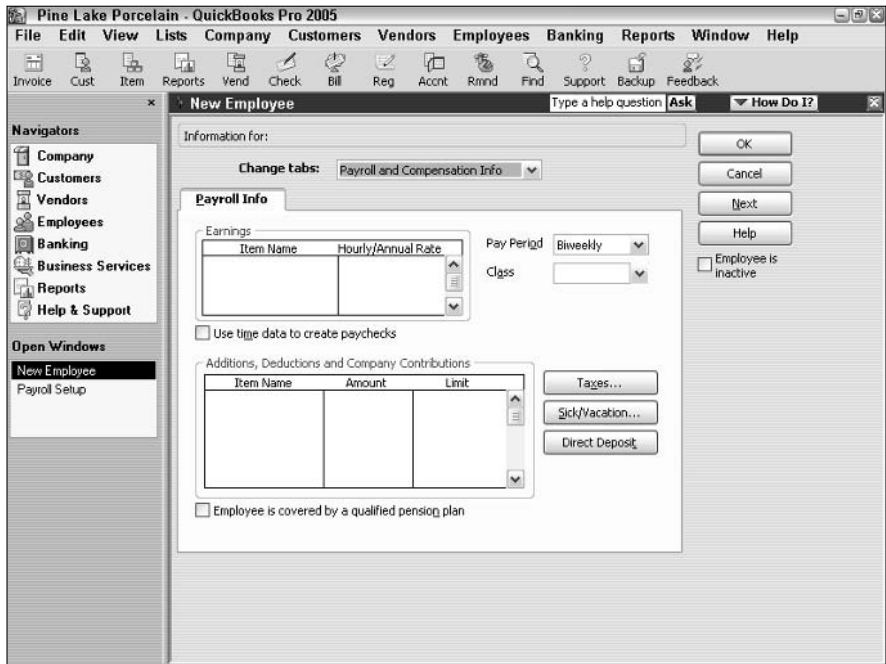 Pine Lake Porcelain - QuickBooks Pro 2005
File Edit View Lists Company Customers Vendors Employees Banking Reports Window Help
Invoice Cust Item Reports Vend Check Bill Reg Accnt Rmnd Find Support Backup Feedback
New Employee Type a help question Ask How Do I?
Navigators
Company
Customers
Vendors
Employees
Banking
Business Services
Reports
Help & Support
Open Windows
New Employee
Payroll Setup
Information for:
Change tabs: Payroll and Compensation Info
Payroll Info
Earnings
Item Name Hourly/Annual Rate
Pay Period Biweekly
Class
Use time data to create paychecks
Additions, Deductions and Company Contributions
Item Name Amount Limit
Taxes...
Sick/Vacation...
Direct Deposit
Employee is covered by a qualified pension plan
OK
Cancel
Next
Help
Employee is
inactive